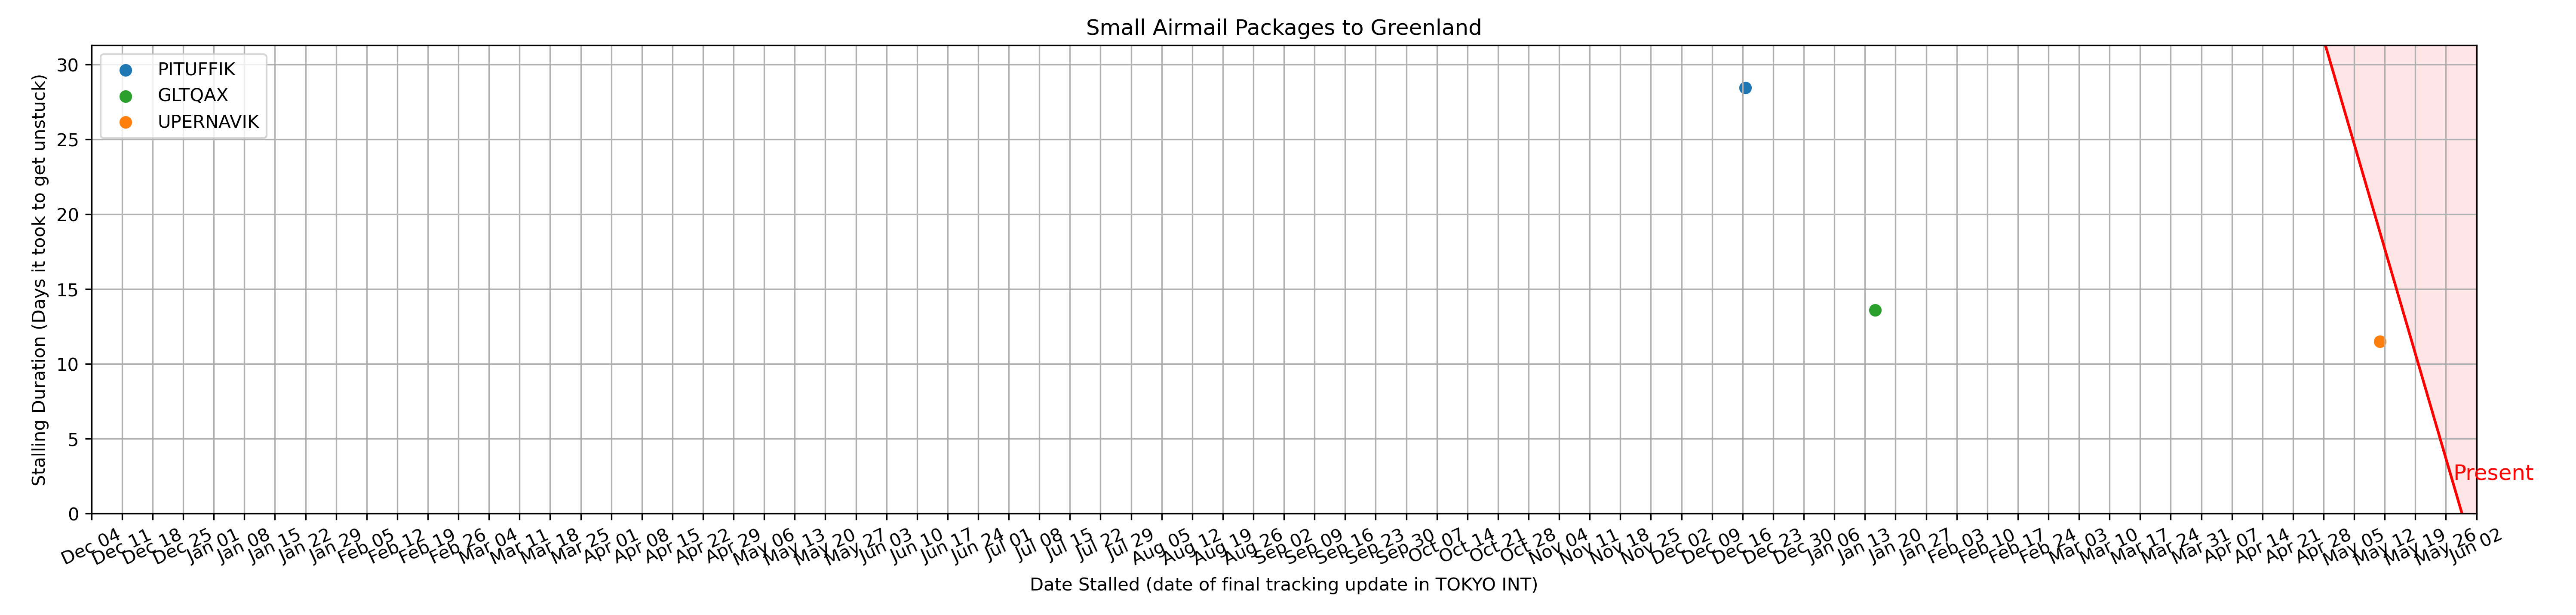 Small Airmail Packages to Greenland
Stalling Duration (Days it took to get unstuck)
30
25
20
15
10
5
0
PITUFFIK
GLTQAX
UPERNAVIK
Present
Dec 04
Dec 11
Dec 18
Dec 25
Jan 01
Jan 08
Jan 15
Jan 22
Jan 29
Feb 05
Feb 12
Feb 19
Feb 26
Mar 04
Mar 11
Mar 18
Mar 25
Apr 01
Apr 08
Apr 15
Apr 22
Apr 29
May 06
May 13
May 20
May 27
Jun 03
Jun 10
Jun 17
Jun 24
Jul 01
Jul 08
Jul 15
Jul 22
Jul 29
Aug 05
Aug 12
Aug 19
Aug 26
Sep 02
Sep 09
Sep 16
Sep 23
Sep 30
Oct 07
Oct 14
Oct 21
Oct 28
Nov 04
Nov 11
Nov 18
Nov 25
Dec 02
Dec 09
Dec 16
Dec 23
Dec 30
Jan 06
Jan 13
Jan 20
Jan 27
Feb 03
Feb 10
Feb 17
Feb 24
Mar 03
Mar 10
Mar 17
Mar 24
Mar 31
Apr 07
Apr 14
Apr 21
Apr 28
May 05
May 12
May 19
May 26
Jun 02
Date Stalled (date of final tracking update in TOKYO INT)